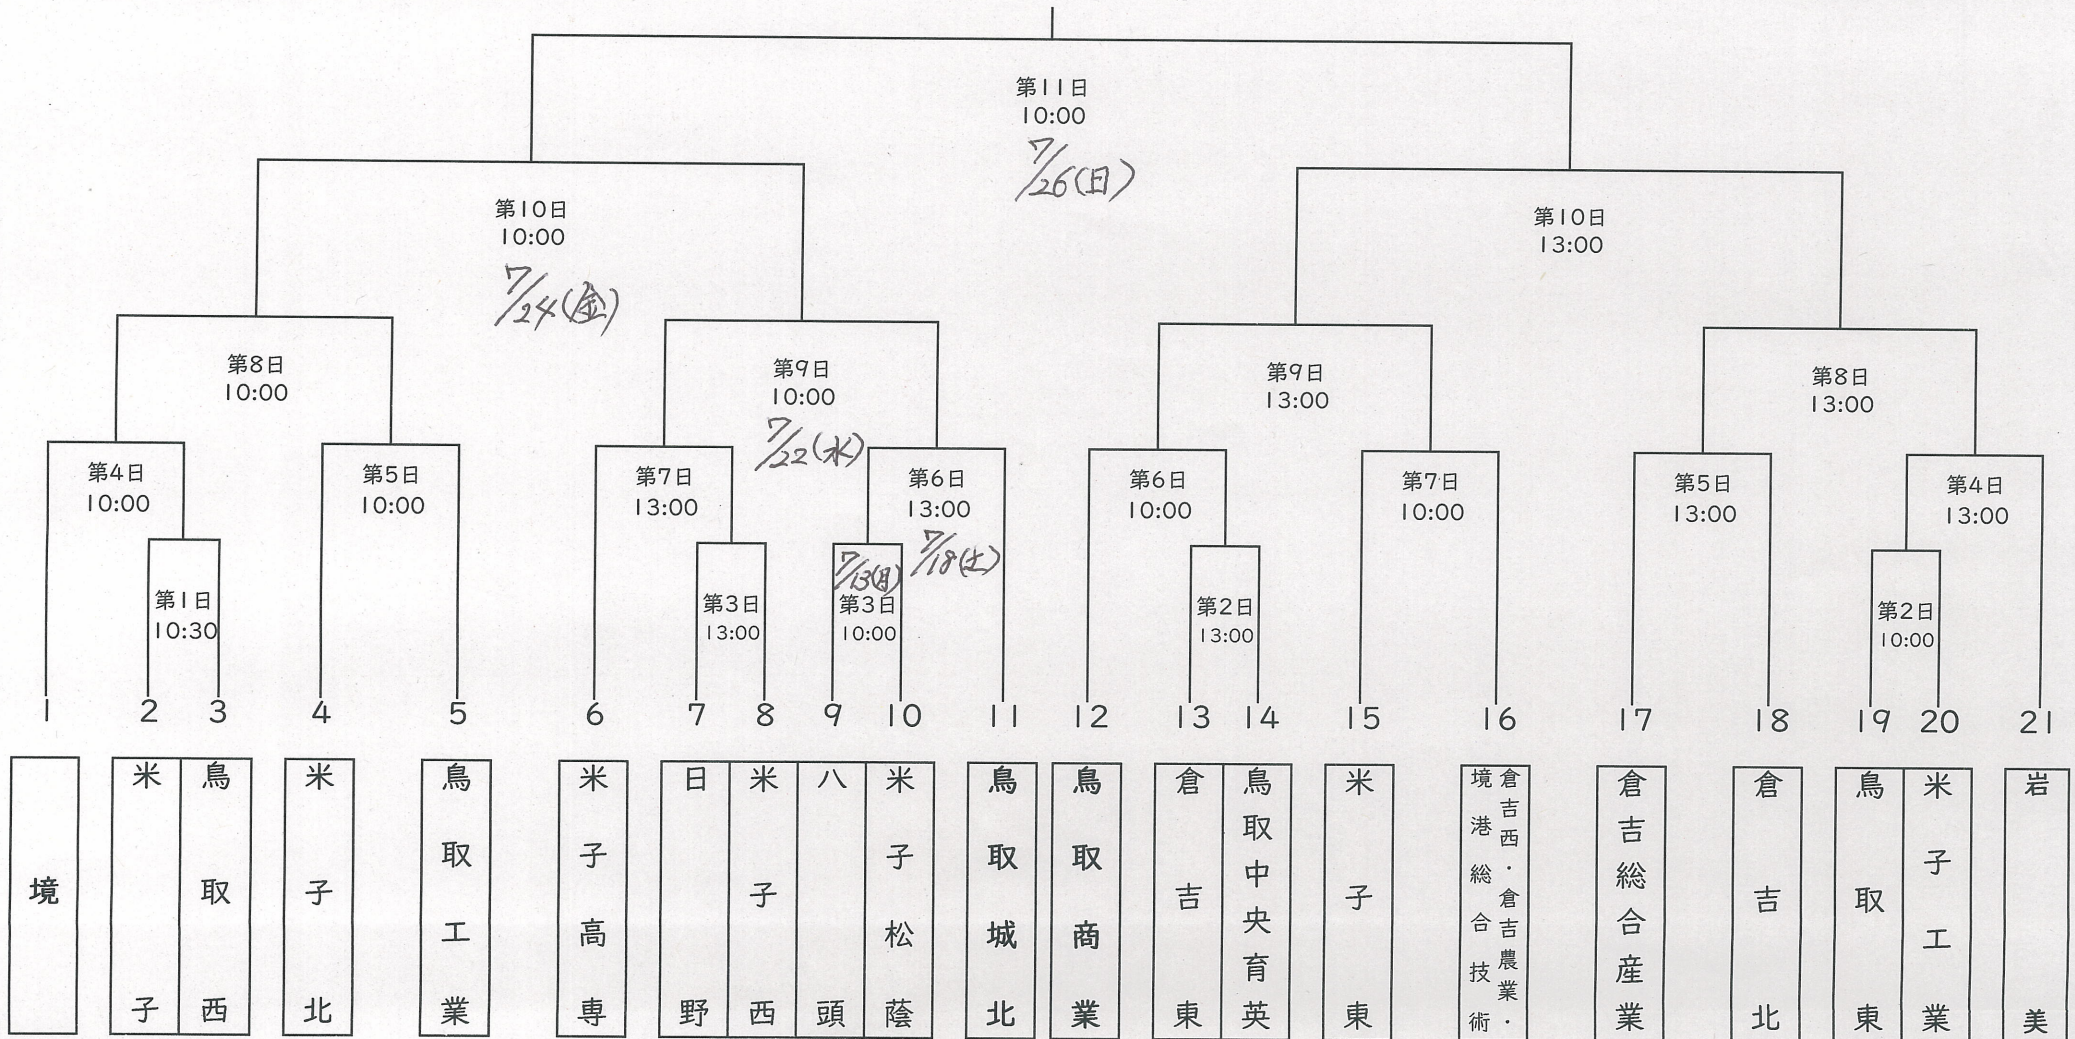 第11日
10:00
7/26(日)
第10日
10:00
7/24(金)
第10日
13:00
第8日
10:00
第9日
10:00
7/22(水)
第9日
13:00
第8日
13:00
第4日
10:00
第5日
10:00
第7日
13:00
第6日
13:00
7/18(土)
第6日
10:00
第7日
10:00
第5日
13:00
第4日
13:00
第1日
10:30
第3日
13:00
7/13(月)
第3日
10:00
第2日
13:00
第2日
10:00
1 2 3 4 5 6 7 8 9 10 11 12 13 14 15 16 17 18 19 20 21
境
米子
鳥取西
米子北
鳥取工業
米子高専
日野
米子西
八頭
米子松蔭
鳥取城北
鳥取商業
倉吉東
鳥取中央育英
米子東
倉吉西・倉吉農業・
境港総合技術
倉吉総合産業
倉吉北
鳥取東
米子工業
岩美